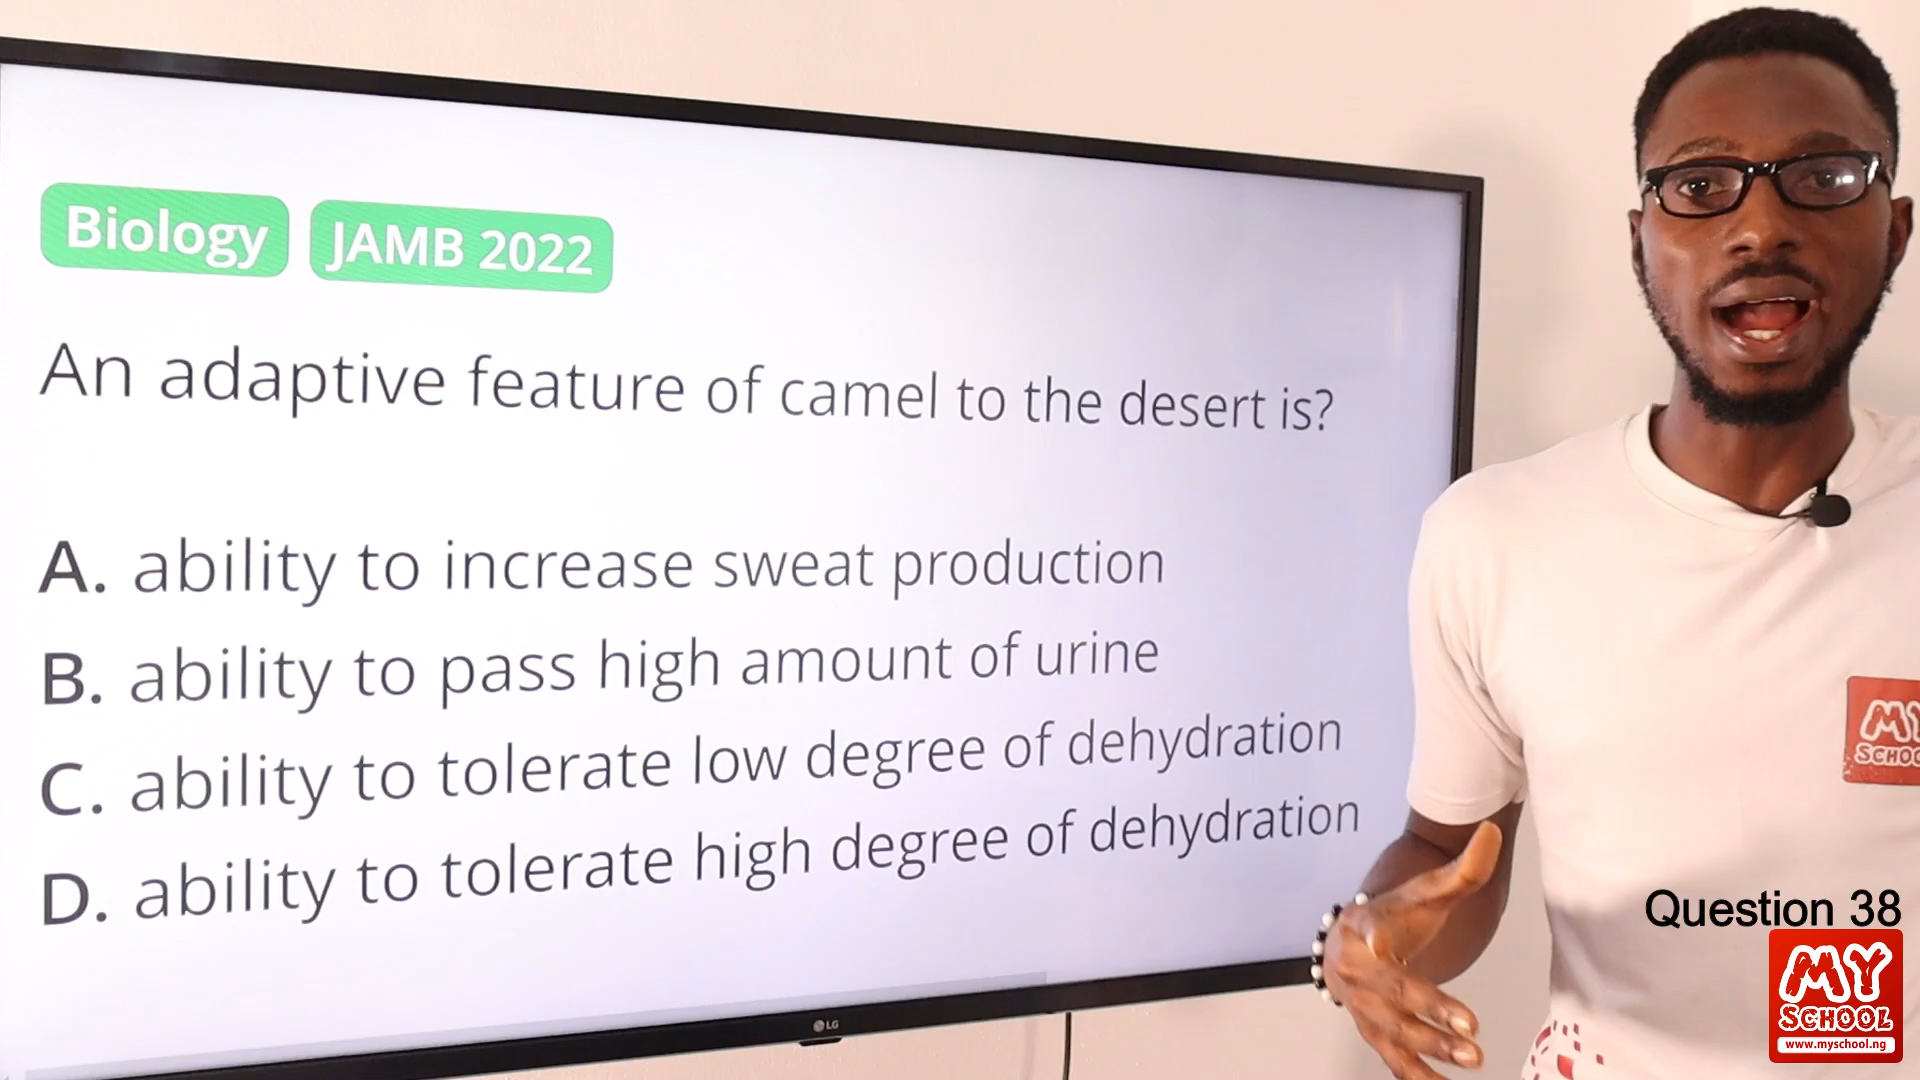 Biology JAMB 2022
An adaptive feature of camel to the desert is?
A. ability to increase sweat production
B. ability to pass high amount of urine
C. ability to tolerate low degree of dehydration
D. ability to tolerate high degree of dehydration
LG
MY
SCHOO
Question 38
MY
SCHOOL
www.myschool.ng